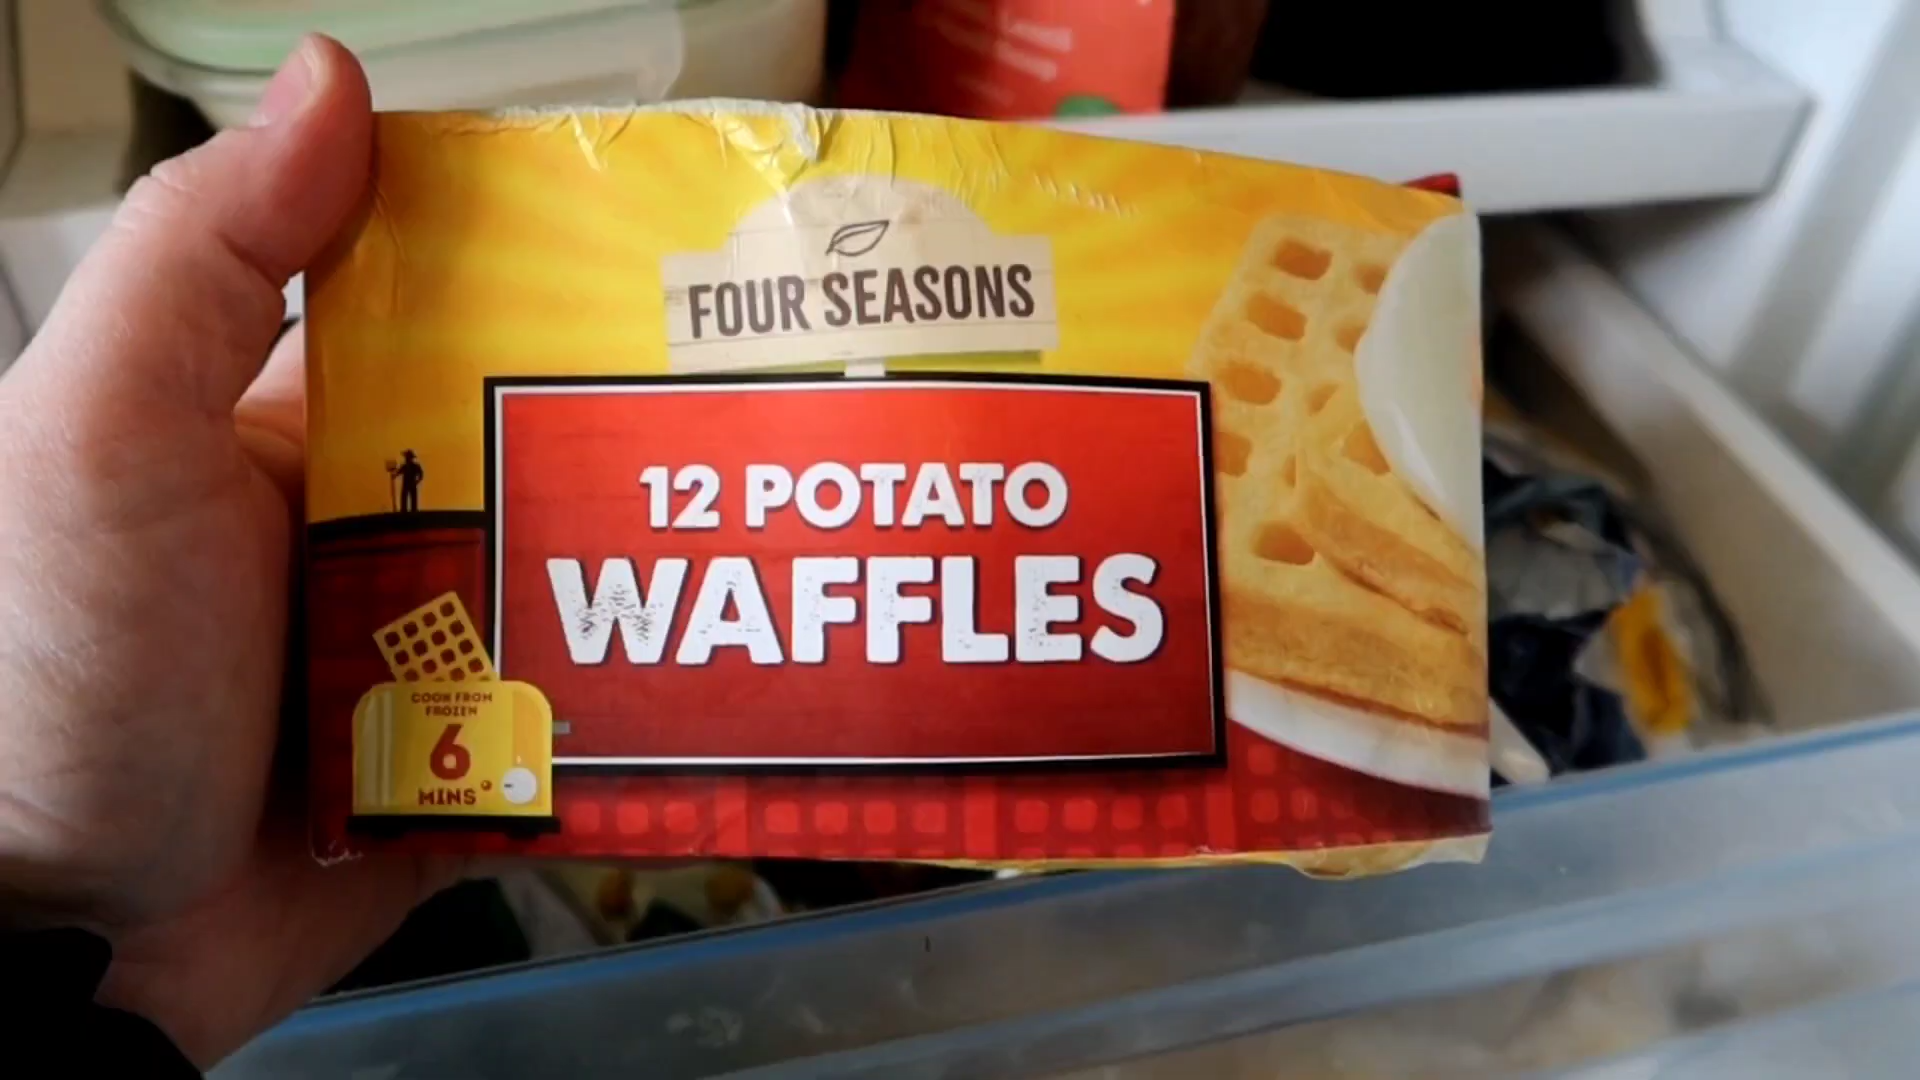 FOUR SEASONS
12 POTATO
WAFFLES
COOK FROM
FROZEN
6
MINS